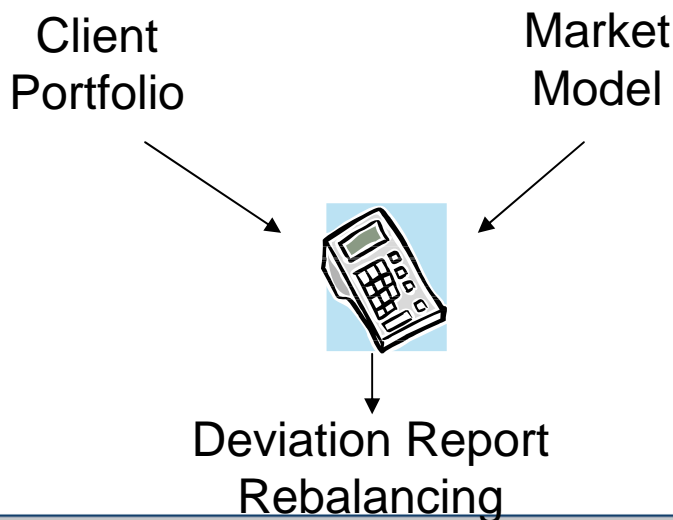 Client
Portfolio
Market
Model
Deviation Report
Rebalancing